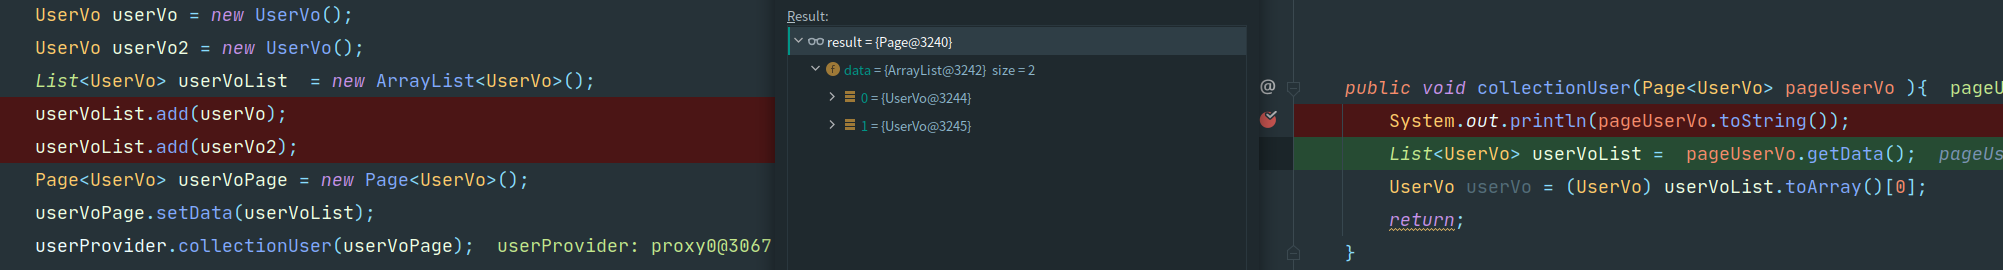 UserVo userVo = new UserVo();
UserVo userVo2 = new UserVo();
List<UserVo> userVoList  = new ArrayList<UserVo>();
userVoList.add(userVo);
userVoList.add(userVo2);
Page<UserVo> userVoPage = new Page<UserVo>();
userVoPage.setData(userVoList);
userProvider.collectionUser(userVoPage);  userProvider: proxy0@3067
Result:
result = {Page@3240}
f data = {ArrayList@3242}  size = 2
0 = {UserVo@3244}
1 = {UserVo@3245}
@ public void collectionUser(Page<UserVo> pageUserVo ){  pageU
System.out.println(pageUserVo.toString());
List<UserVo> userVoList =  pageUserVo.getData();  pageUs
UserVo userVo = (UserVo) userVoList.toArray()[0];
return;
}